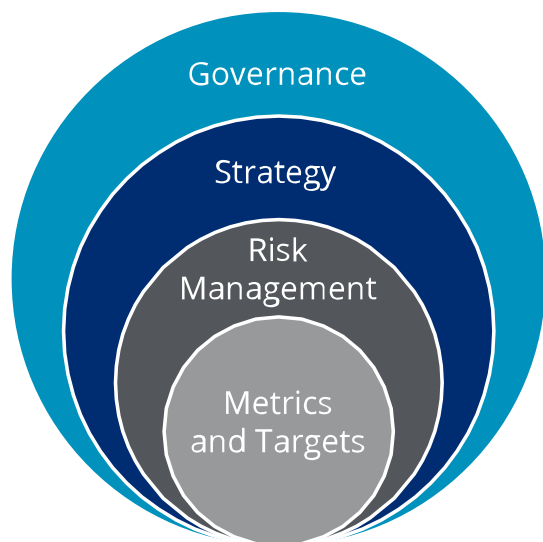 Governance
Strategy
Risk
Management
Metrics
and Targets